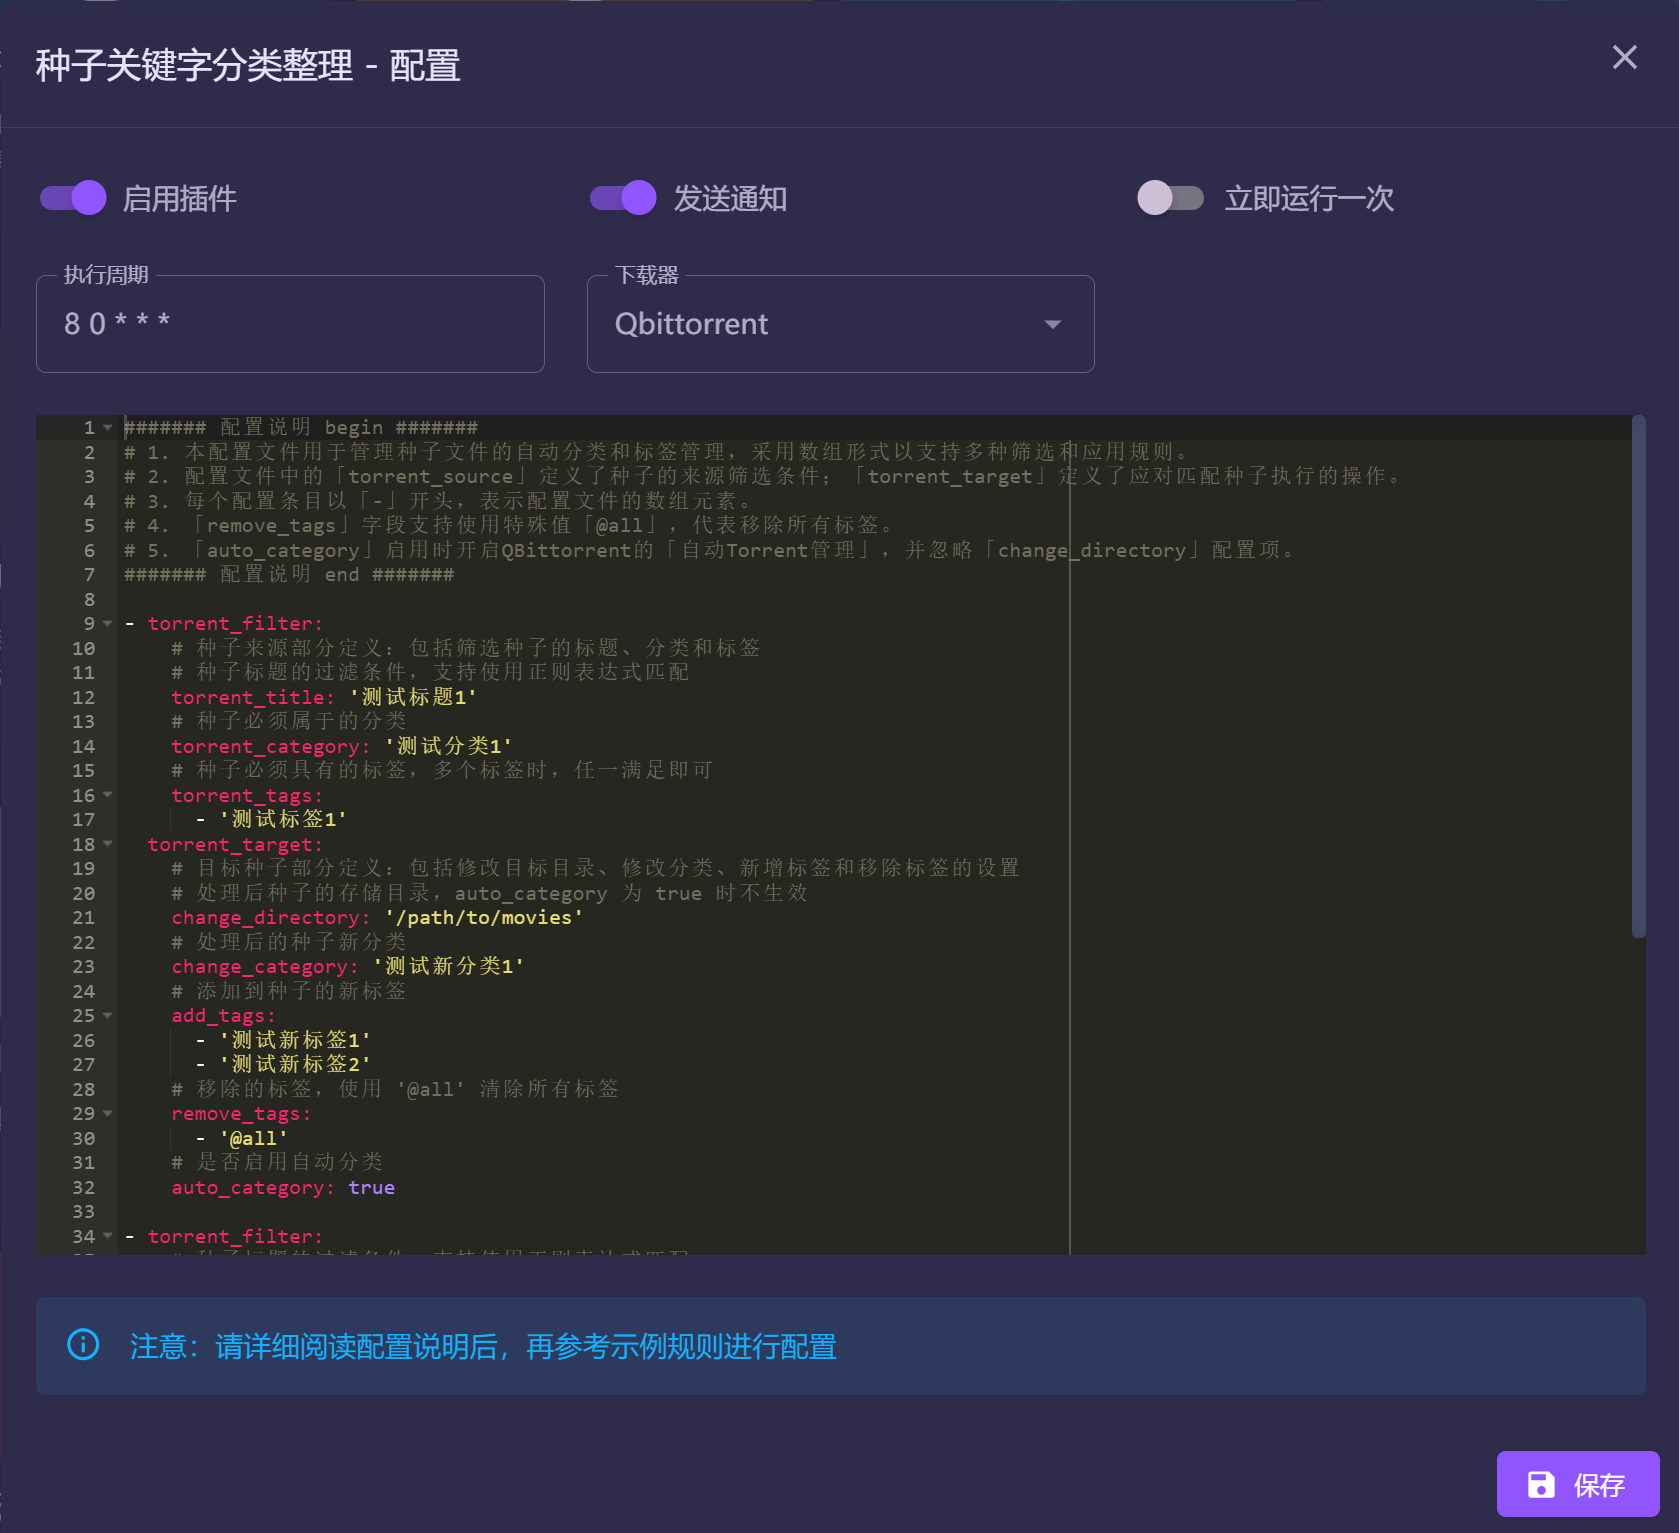 种子关键字分类整理 - 配置
启用插件
发送通知
立即运行一次
执行周期
8 0 * * *
下载器
Qbittorrent
1 ####### 配置说明 begin #######
2 # 1. 本配置文件用于管理种子文件的自动分类和标签管理，采用数组形式以支持多种筛选和应用规则。
3 # 2. 配置文件中的「torrent_source」定义了种子的来源筛选条件；「torrent_target」定义了应对匹配种子执行的操作。
4 # 3. 每个配置条目以「-」开头，表示配置文件的数组元素。
5 # 4. 「remove_tags」字段支持使用特殊值「@all」，代表移除所有标签。
6 # 5. 「auto_category」启用时开启QBittorrent的「自动Torrent管理」，并忽略「change_directory」配置项。
7 ####### 配置说明 end #######
8
9 - torrent_filter:
10     # 种子来源部分定义：包括筛选种子的标题、分类和标签
11     # 种子标题的过滤条件，支持使用正则表达式匹配
12     torrent_title: '测试标题1'
13     # 种子必须属于的分类
14     torrent_category: '测试分类1'
15     # 种子必须具有的标签，多个标签时，任一满足即可
16     torrent_tags:
17       - '测试标签1'
18   torrent_target:
19     # 目标种子部分定义：包括修改目标目录、修改分类、新增标签和移除标签的设置
20     # 处理后种子的存储目录，auto_category 为 true 时不生效
21     change_directory: '/path/to/movies'
22     # 处理后的种子新分类
23     change_category: '测试新分类1'
24     # 添加到种子的新标签
25     add_tags:
26       - '测试新标签1'
27       - '测试新标签2'
28     # 移除的标签，使用 '@all' 清除所有标签
29     remove_tags:
30       - '@all'
31     # 是否启用自动分类
32     auto_category: true
33
34 - torrent_filter:
注意：请详细阅读配置说明后，再参考示例规则进行配置
保存